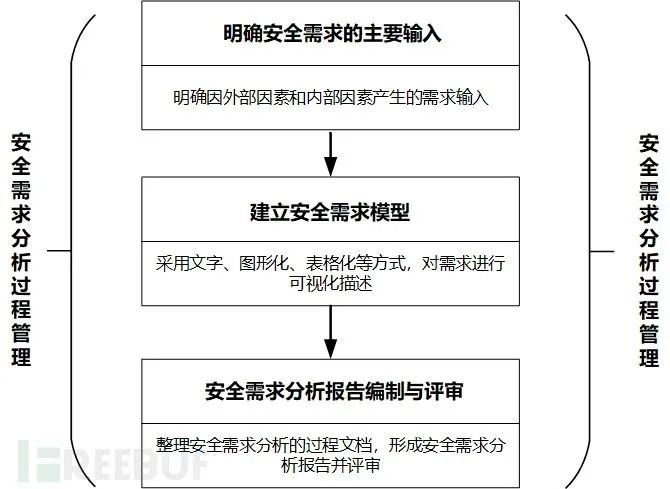 明确安全需求的主要输入
明确因外部因素和内部因素产生的需求输入
安全需求分析过程管理
建立安全需求模型
采用文字、图形化、表格化等方式，对需求进行
可视化描述
安全需求分析过程管理
安全需求分析报告编制与评审
整理安全需求分析的过程文档，形成安全需求分
析报告并评审
FREEBUF